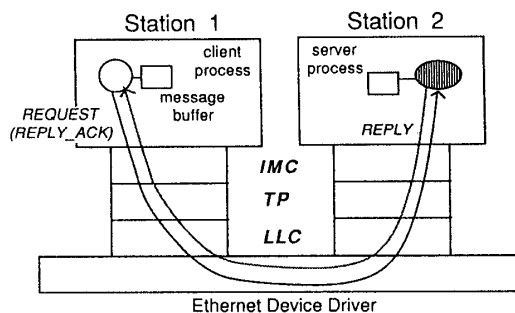 Station 1
Station 2
client
process
message
buffer
REQUEST
(REPLY_ACK)
server
process
REPLY
IMC
TP
LLC
Ethernet Device Driver